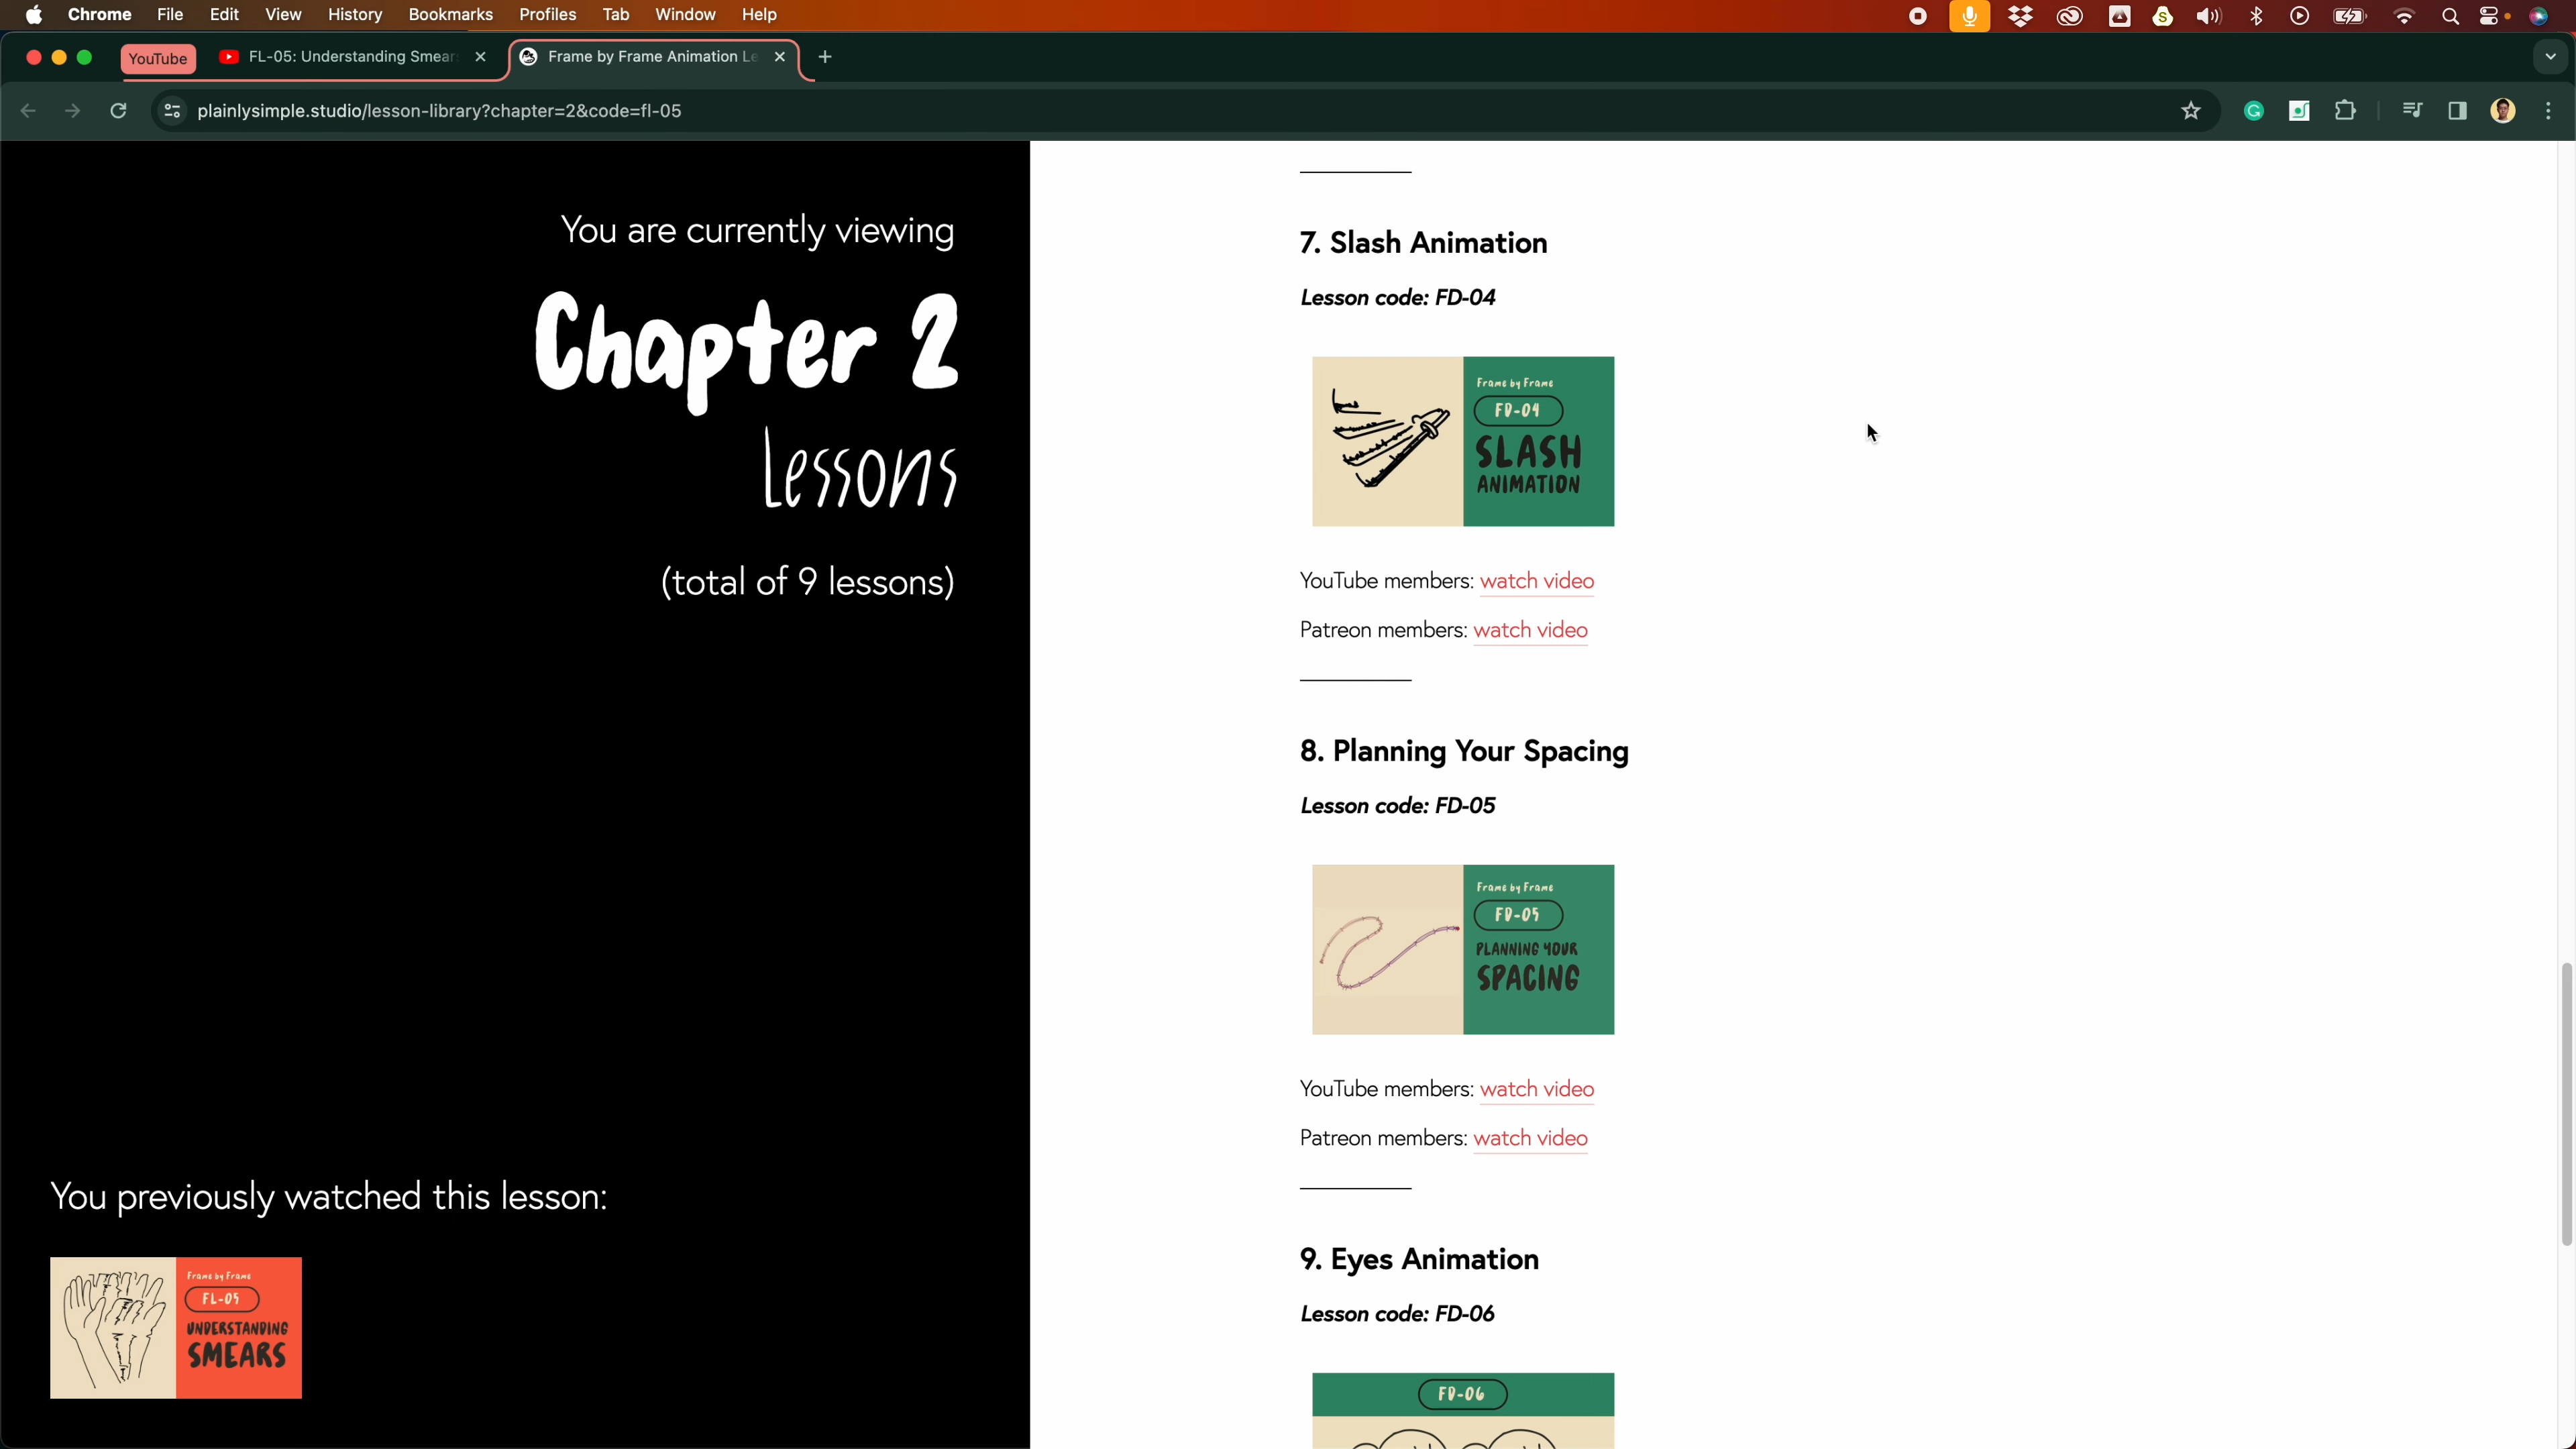 Chrome File Edit View History Bookmarks Profiles Tab Window Help
YouTube FL-05: Understanding Smear Frame by Frame Animation Le
plainlysimple.studio/lesson-library?chapter=2&code=fl-05
You are currently viewing
Chapter 2
Lessons
(total of 9 lessons)
You previously watched this lesson:
Frame by Frame
FL-05
UNDERSTANDING
SMEARS
7. Slash Animation
Lesson code: FD-04
Frame by Frame
FD-04
SLASH
ANIMATION
YouTube members: watch video
Patreon members: watch video
8. Planning Your Spacing
Lesson code: FD-05
Frame by Frame
FD-05
PLANNING YOUR
SPACING
YouTube members: watch video
Patreon members: watch video
9. Eyes Animation
Lesson code: FD-06
FD-06